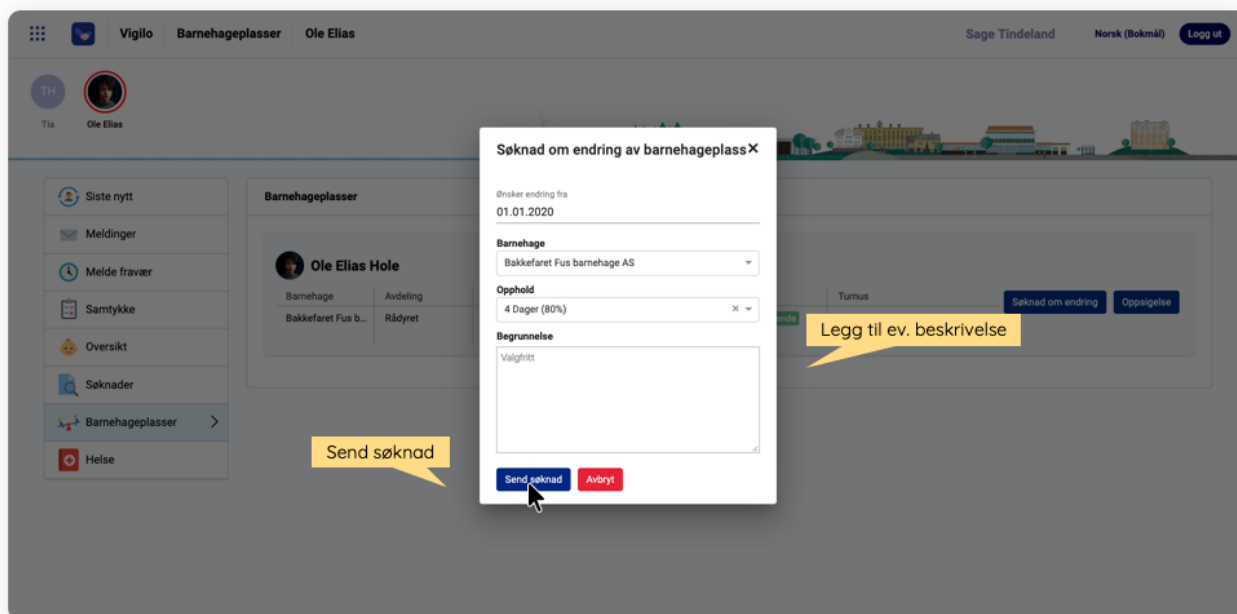 Vigilo Barnehageplasser Ole Elias Sage Tindeland Norsk (Bokmål) Logg ut
TH
Tia Ole Elias
Søknad om endring av barnehageplass
Ønsker endring fra
01.01.2020
Barnehage
Bakkefaret Fus barnehage AS
Opphold
4 Dager (80%)
Begrunnelse
Valgfritt
Send søknad Avbryt
Siste nytt
Meldinger
Melde fravær
Samtykke
Oversikt
Søknader
Barnehageplasser
Helse
Barnehageplasser
Ole Elias Hole
Barnehage Avdeling Turnus
Bakkefaret Fus b... Rådyret
Søknad om endring Oppsigelse
Legg til ev. beskrivelse
Send søknad